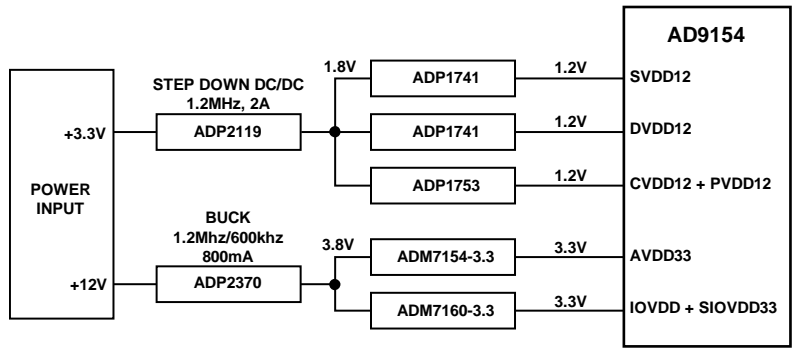 AD9154
POWER
INPUT
+3.3V
+12V
STEP DOWN DC/DC
1.2MHz, 2A
ADP2119
1.8V
ADP1741
1.2V
SVDD12
ADP1741
1.2V
DVDD12
ADP1753
1.2V
CVDD12 + PVDD12
BUCK
1.2Mhz/600khz
800mA
ADP2370
3.8V
ADM7154-3.3
3.3V
AVDD33
ADM7160-3.3
3.3V
IOVDD + SIOVDD33